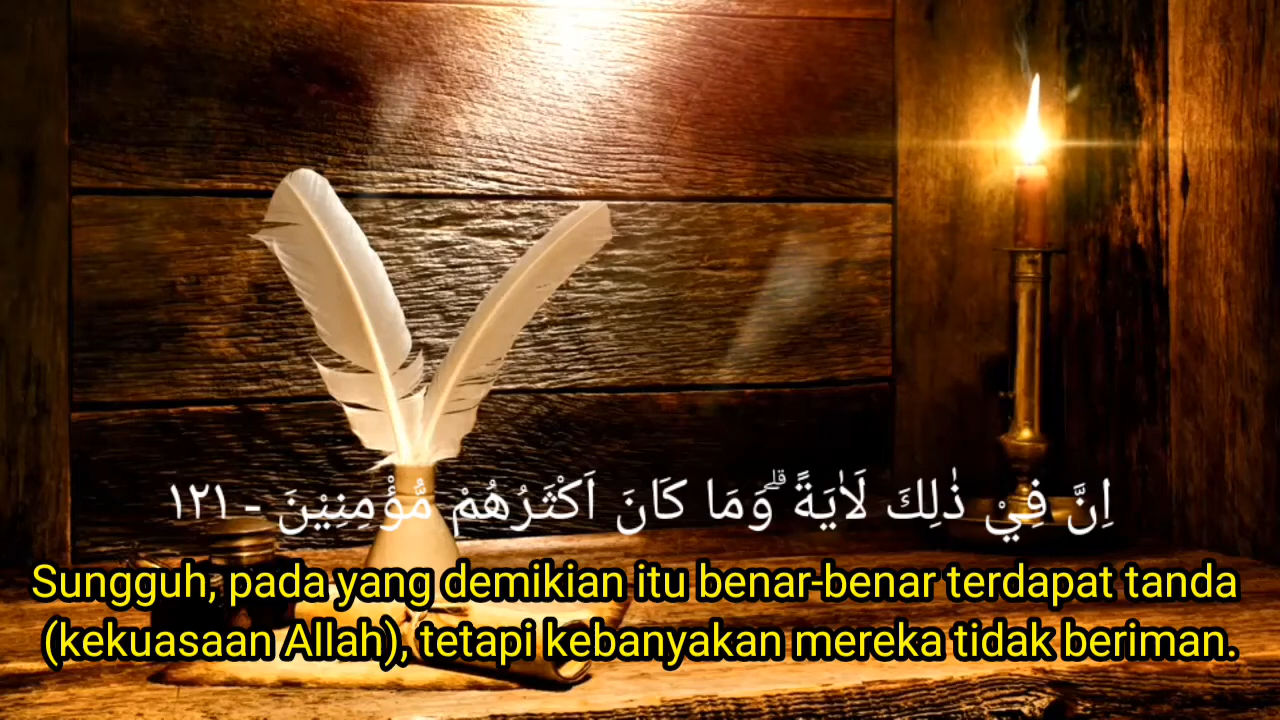 اِنَّ فِيْ ذٰلِكَ لَاٰيَةً ۗوَمَا كَانَ اَكْثَرُهُمْ مُّؤْمِنِيْنَ - ١٢١
Sungguh, pada yang demikian itu benar-benar terdapat tanda
(kekuasaan Allah), tetapi kebanyakan mereka tidak beriman.